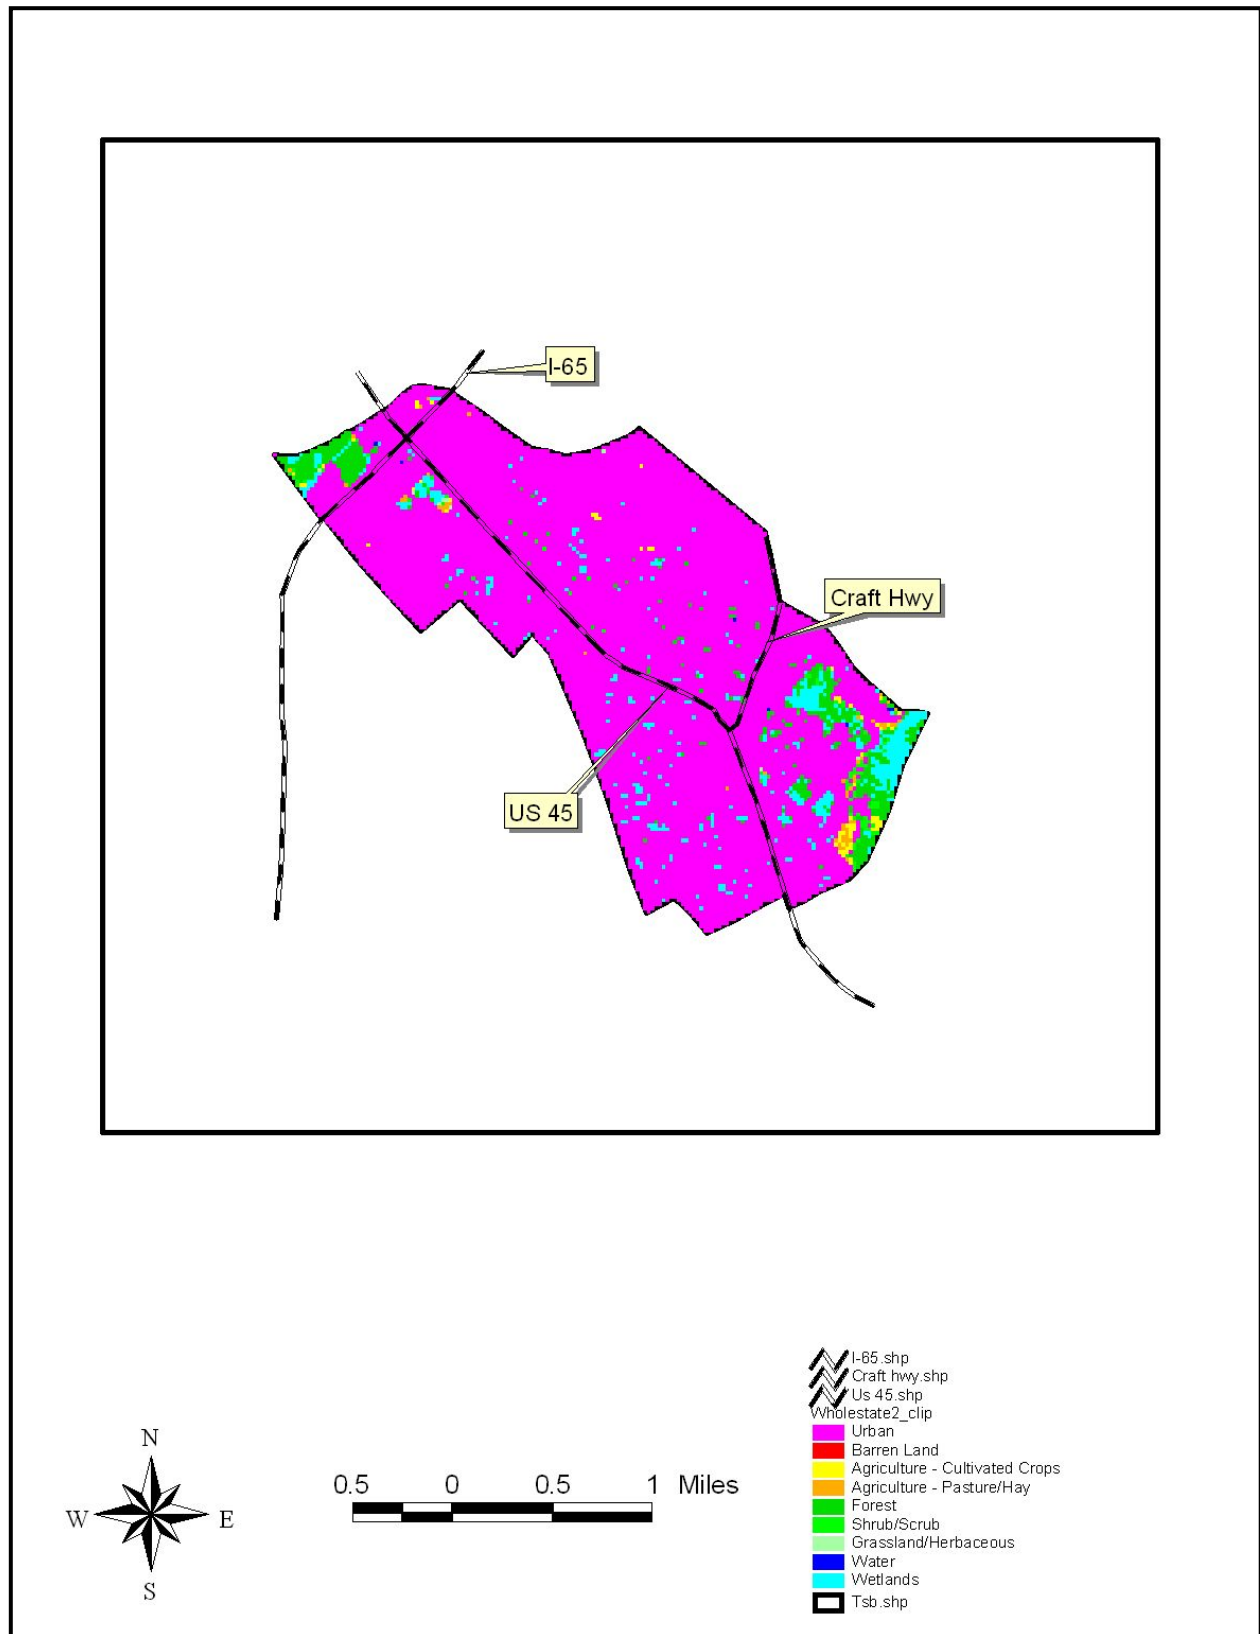 I-65
Craft Hwy
US 45
I-65.shp
Craft hwy.shp
Us 45.shp
Wholestate2_clip
Urban
Barren Land
Agriculture - Cultivated Crops
Agriculture - Pasture/Hay
Forest
Shrub/Scrub
Grassland/Herbaceous
Water
Wetlands
Tsb.shp
N
W E
S
0.5 0 0.5 1 Miles